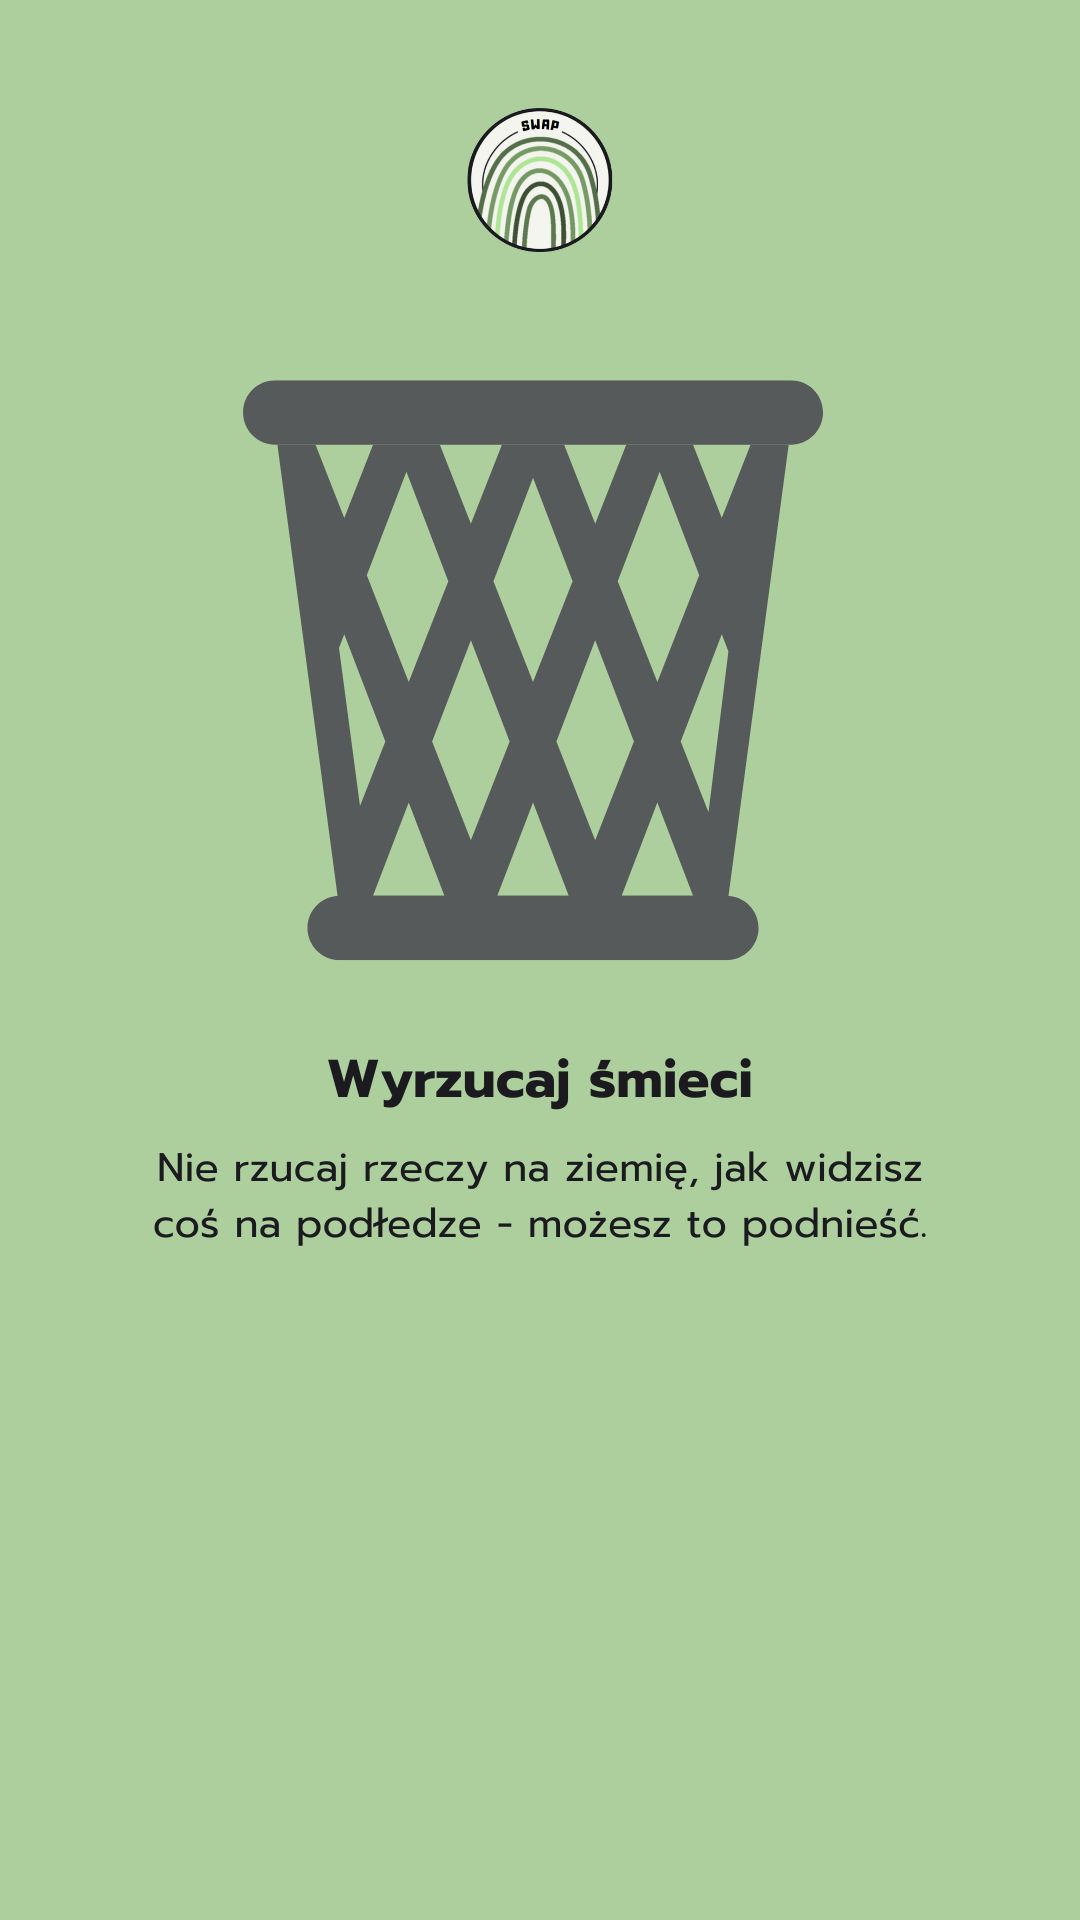 SWAP
Wyrzucaj śmieci
Nie rzucaj rzeczy na ziemię, jak widzisz
coś na podłedze - możesz to podnieść.